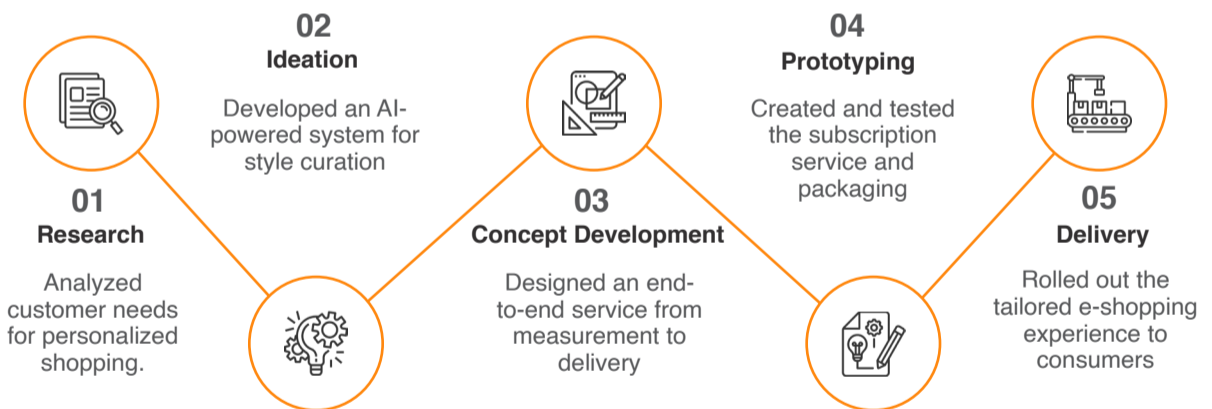 01
Research
Analyzed
customer needs
for personalized
shopping.
02
Ideation
Developed an AI-
powered system for
style curation
03
Concept Development
Designed an end-
to-end service from
measurement to
delivery
04
Prototyping
Created and tested
the subscription
service and
packaging
05
Delivery
Rolled out the
tailored e-shopping
experience to
consumers